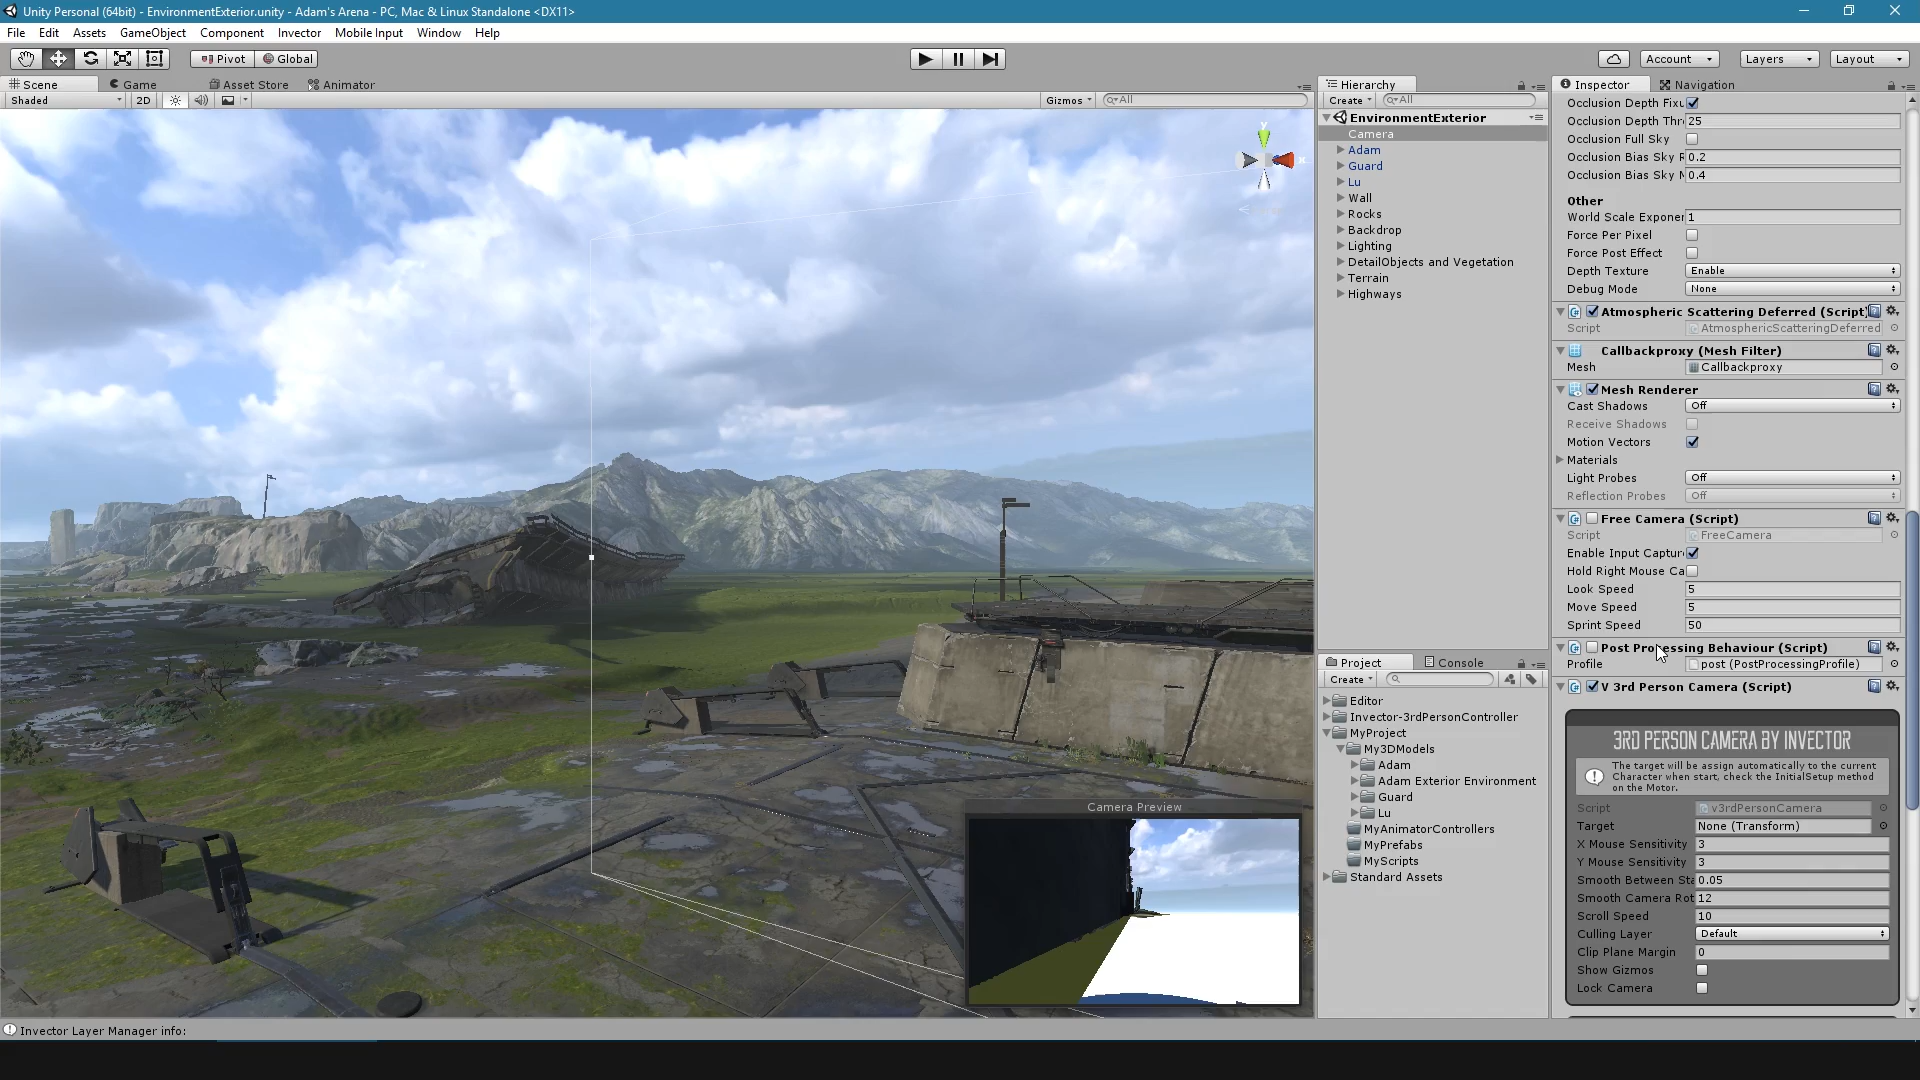 Unity Personal (64bit) - EnvironmentExterior.unity - Adam's Arena - PC, Mac & Linux Standalone <DX11>
File Edit Assets GameObject Component Invector Mobile Input Window Help
Pivot Global Account Layers Layout
Scene Game Asset Store Animator
Shaded 2D Gizmos All
y
x
Camera Preview
Hierarchy
Create All
EnvironmentExterior
Camera
Adam
Guard
Lu
Wall
Rocks
Backdrop
Lighting
DetailObjects and Vegetation
Terrain
Highways
Project Console
Create
Editor
Invector-3rdPersonController
MyProject
My3DModels
Adam
Adam Exterior Environment
Guard
Lu
MyAnimatorControllers
MyPrefabs
MyScripts
Standard Assets
Inspector Navigation
Occlusion Depth Fixu
Occlusion Depth Thre 25
Occlusion Full Sky
Occlusion Bias Sky R 0.2
Occlusion Bias Sky M 0.4
Other
World Scale Exponer 1
Force Per Pixel
Force Post Effect
Depth Texture Enable
Debug Mode None
Atmospheric Scattering Deferred (Script)
Script AtmosphericScatteringDeferred
Callbackproxy (Mesh Filter)
Mesh Callbackproxy
Mesh Renderer
Cast Shadows Off
Receive Shadows
Motion Vectors
Materials
Light Probes Off
Reflection Probes Off
Free Camera (Script)
Script FreeCamera
Enable Input Captur
Hold Right Mouse Ca
Look Speed 5
Move Speed 5
Sprint Speed 50
Post Processing Behaviour (Script)
Profile post (PostProcessingProfile)
V 3rd Person Camera (Script)
3RD PERSON CAMERA BY INVECTOR
The target will be assign automatically to the current
Character when start, check the InitialSetup method
on the Motor.
Script v3rdPersonCamera
Target None (Transform)
X Mouse Sensitivity 3
Y Mouse Sensitivity 3
Smooth Between Sta 0.05
Smooth Camera Rot 12
Scroll Speed 10
Culling Layer Default
Clip Plane Margin 0
Show Gizmos
Lock Camera
Invector Layer Manager info: